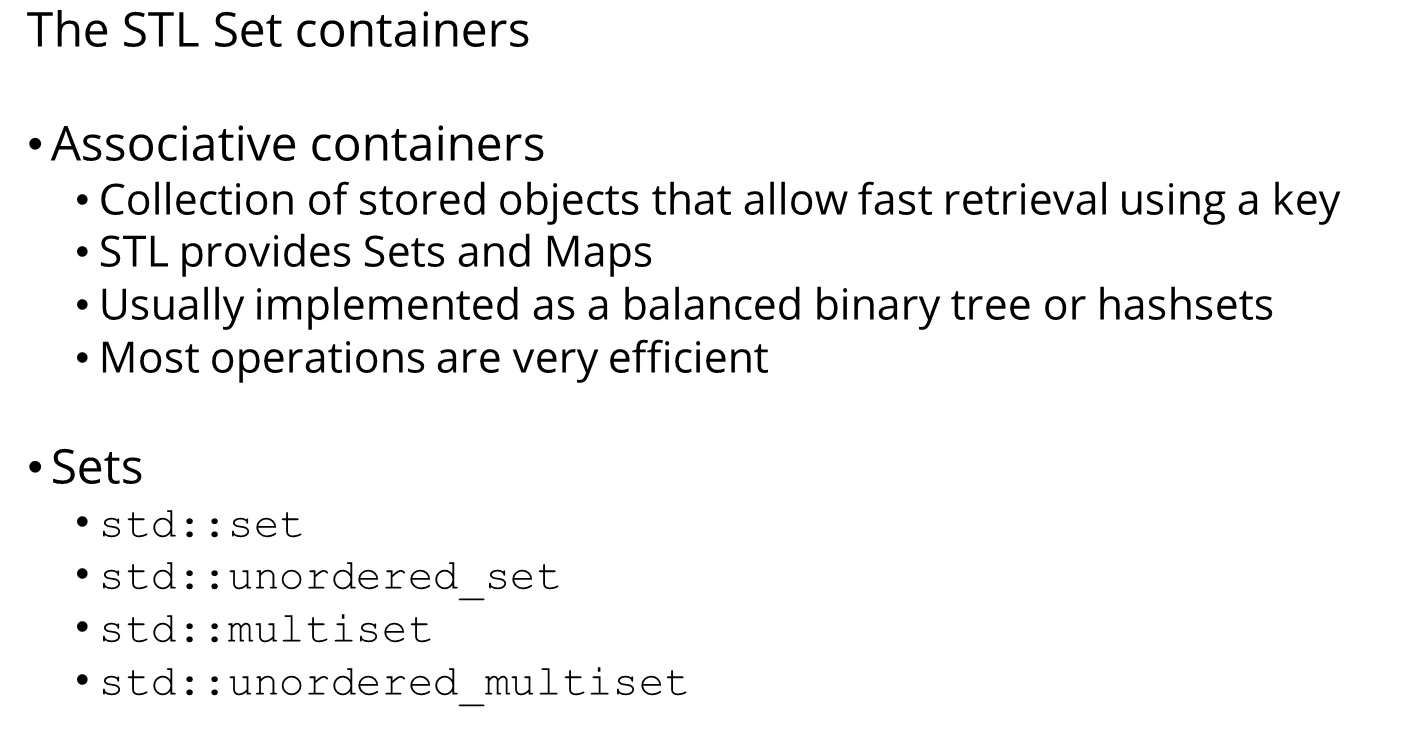 The STL Set containers
• Associative containers
• Collection of stored objects that allow fast retrieval using a key
• STL provides Sets and Maps
• Usually implemented as a balanced binary tree or hashsets
• Most operations are very efficient
• Sets
• std::set
• std::unordered_set
• std::multiset
• std::unordered_multiset